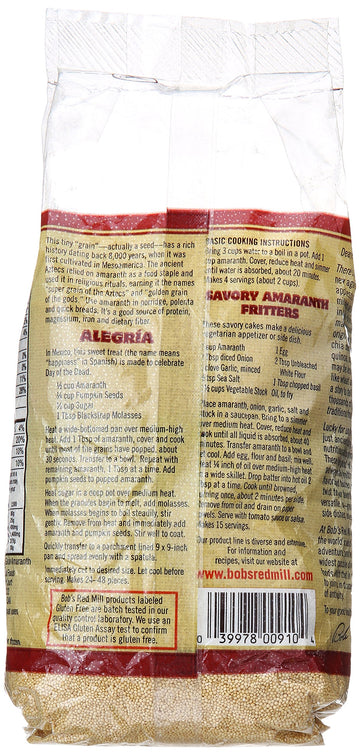 This tiny "grain"—actually a seed—has a rich
history dating back 8,000 years, when it was
first cultivated in MesoAmerica. The ancient
Aztecs relied on amaranth as a food staple and
used it in religious rituals, earning it the names
"super grain of the Aztecs" and "golden grain
of the gods." Use amaranth in porridge, polenta
and quick breads. It's a good source of protein,
magnesium, iron and dietary fiber.
ALEGRÍA
In Mexico, this sweet treat (the name means
"happiness" in Spanish) is made to celebrate
Day of the Dead.
½ cup Amaranth
¼ cup Pumpkin Seeds
¼ cup Sugar
1 Tbsp Blackstrap Molasses
Heat a wide-bottomed pan over medium-high
heat. Add 1 Tbsp of amaranth, cover and cook
until most of the grains have popped, about
30 seconds. Transfer to a bowl. Repeat with
remaining amaranth, 1 Tbsp at a time. Add
pumpkin seeds to popped amaranth.
Heat sugar in a coop pot over medium heat.
When the granules begin to melt, add molasses.
When molasses begins to boil steadily, stir
gently. Remove from heat and immediately add
amaranth and pumpkin seeds. Stir well to coat.
Quickly transfer to a parchment lined 9 x 9-inch
pan and spread evenly with a spatula.
Immediately cut to desired size. Let cool before
serving. Makes 24–48 pieces.
Bob's Red Mill products labeled
Gluten Free are batch tested in our
quality control laboratory. We use an
ELISA Gluten Assay test to confirm
that a product is gluten free.
BASIC COOKING INSTRUCTIONS
Bring 3 cups water to a boil in a pot. Add 1
cup amaranth. Cover, reduce heat and simmer
until water is absorbed, about 20 minutes.
Makes 4 servings (about 2 cups).
SAVORY AMARANTH
FRITTERS
These savory cakes make a delicious
vegetarian appetizer or side dish.
cup Amaranth
cup diced Onion
clove Garlic, minced
tsp Sea Salt
½ cups Vegetable Stock
1 Egg
2 Tbsp Unbleached
White Flour
1 Tbsp chopped basil
Oil, to fry
Place amaranth, onion, garlic, salt and
stock in a saucepan. Bring to a simmer
over medium heat. Cover, reduce heat and
cook until all liquid is absorbed, about 20
minutes. Transfer amaranth to a bowl and
let cool. Add egg, flour and basil; mix well.
Heat ¼ inch of oil over medium-high heat
in a wide skillet. Drop batter into hot oil 2
Tbsp at a time. Cook until browned,
turning once, about 2 minutes per side.
Remove from oil and drain on paper
towels. Serve with tomato sauce or salsa.
Makes 15 servings.
Our product line is diverse and extensive.
For information and
recipes, visit our website at
www.bobsredmill.com
0 39978 00910 4